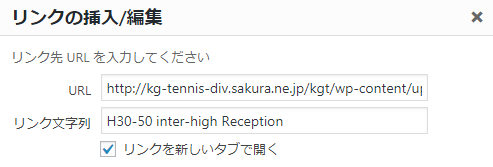 リンクの挿入/編集
リンク先 URL を入力してください
URL http://kg-tennis-div.sakura.ne.jp/kgt/wp-content/up
リンク文字列 H30-50 inter-high Reception
リンクを新しいタブで開く